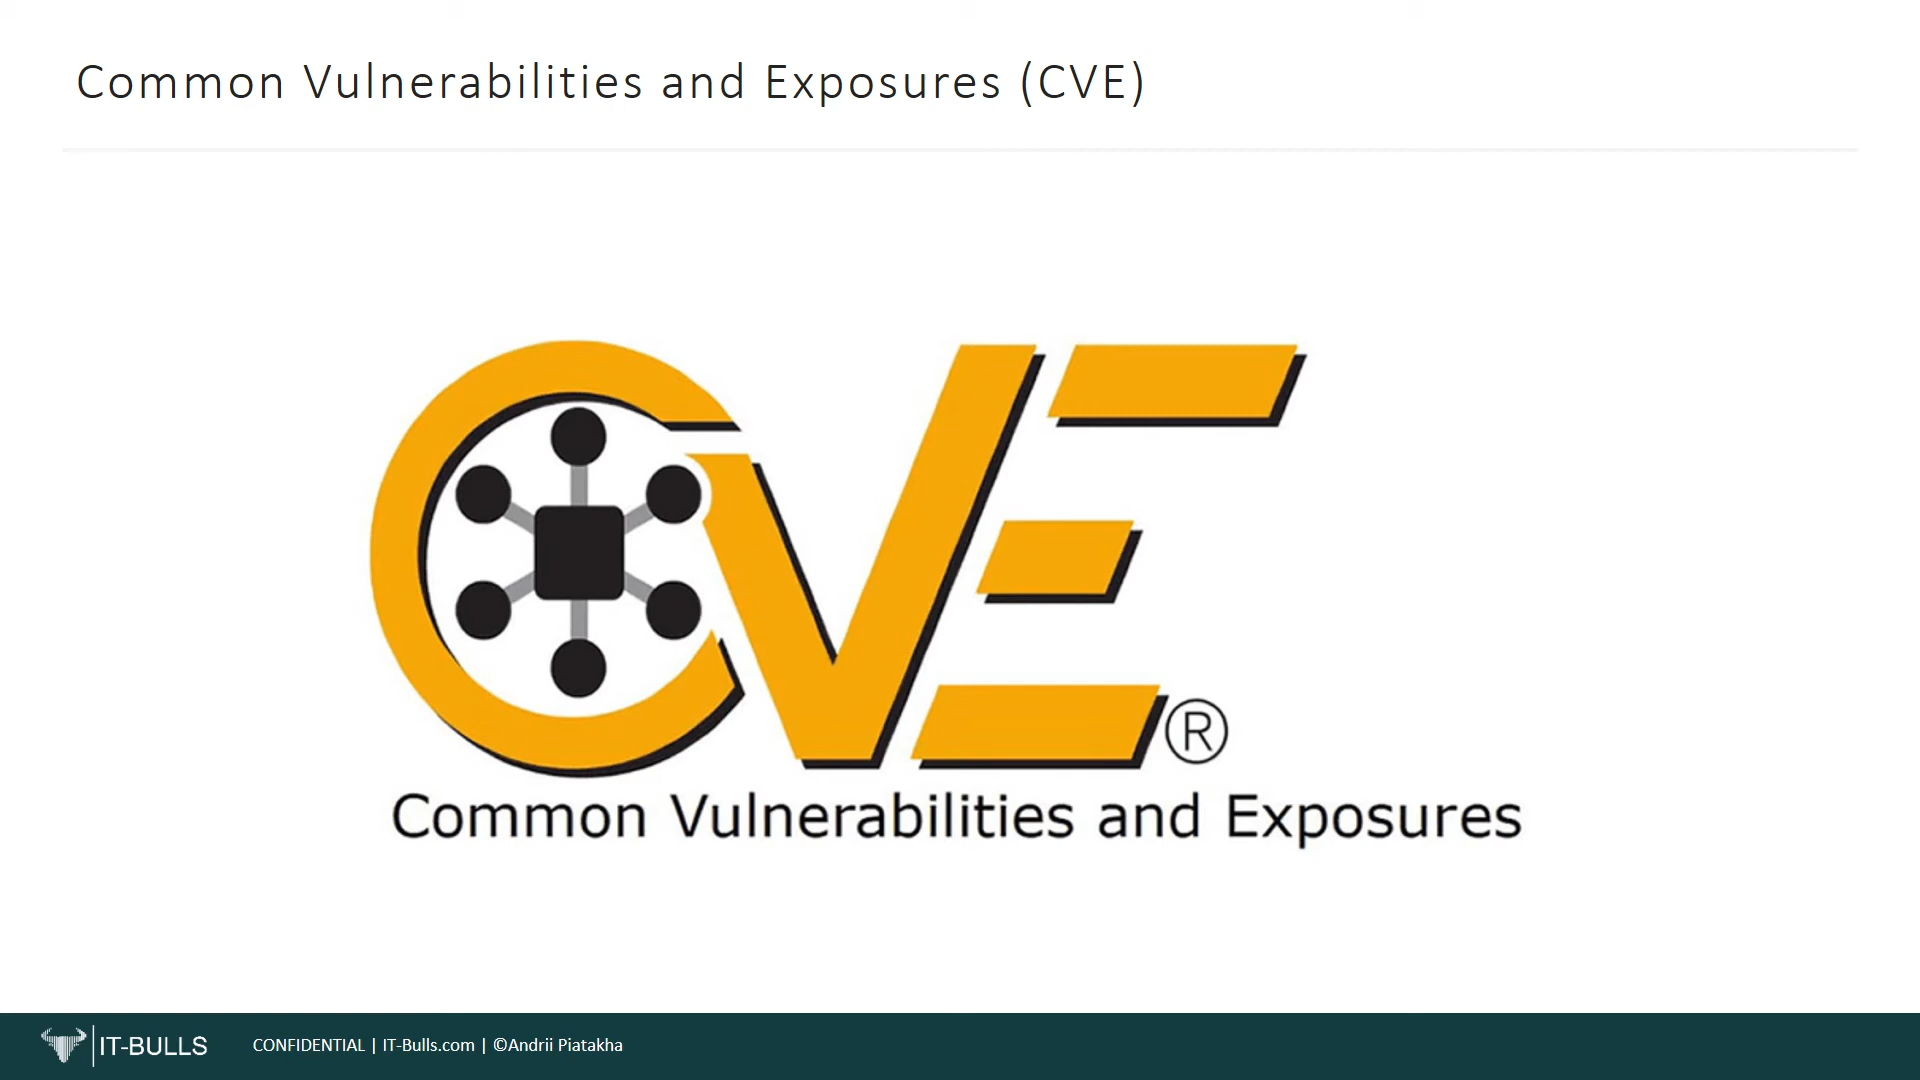 Common Vulnerabilities and Exposures (CVE)
CVE®
Common Vulnerabilities and Exposures
IT-BULLS
CONFIDENTIAL | IT-Bulls.com | ©Andrii Piatakha